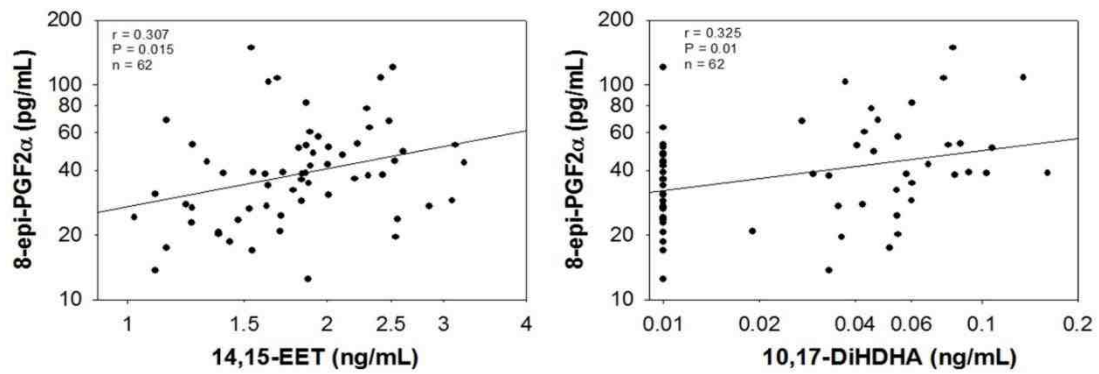 8-epi-PGF2α (pg/mL)
200
100
80
60
40
20
10
r = 0.307
P = 0.015
n = 62
1
1.5
2
2.5
3
4
14,15-EET (ng/mL)
8-epi-PGF2α (pg/mL)
200
100
80
60
40
20
10
r = 0.325
P = 0.01
n = 62
0.01
0.02
0.04
0.06
0.1
0.2
10,17-DiHDHA (ng/mL)